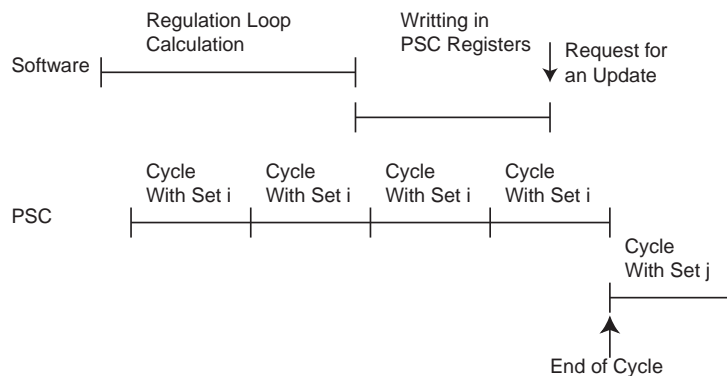 Regulation Loop
Calculation
Writting in
PSC Registers
Request for
an Update
Software
Cycle
With Set i
Cycle
With Set i
Cycle
With Set i
Cycle
With Set i
PSC
Cycle
With Set j
End of Cycle